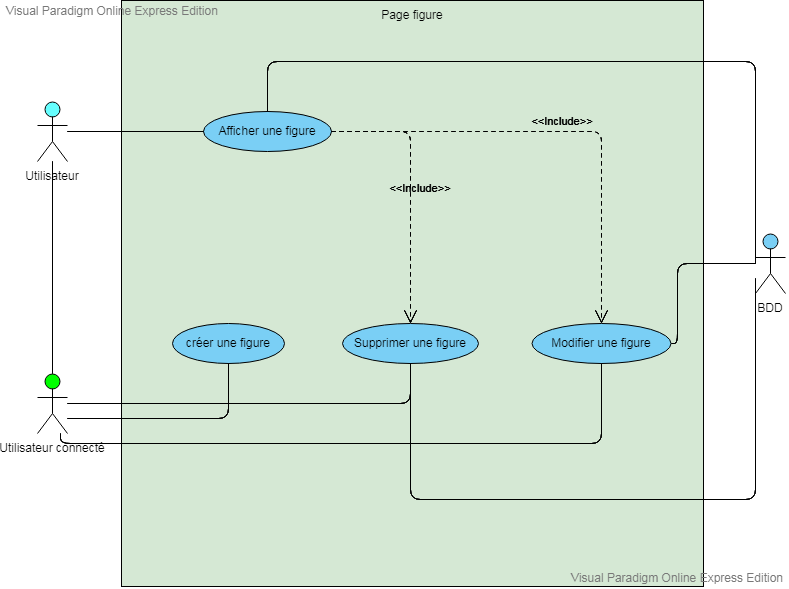 Visual Paradigm Online Express Edition
Page figure
<<Include>>
Afficher une figure
Utilisateur
<<Include>>
BDD
créer une figure
Supprimer une figure
Modifier une figure
Utilisateur connecté
Visual Paradigm Online Express Edition